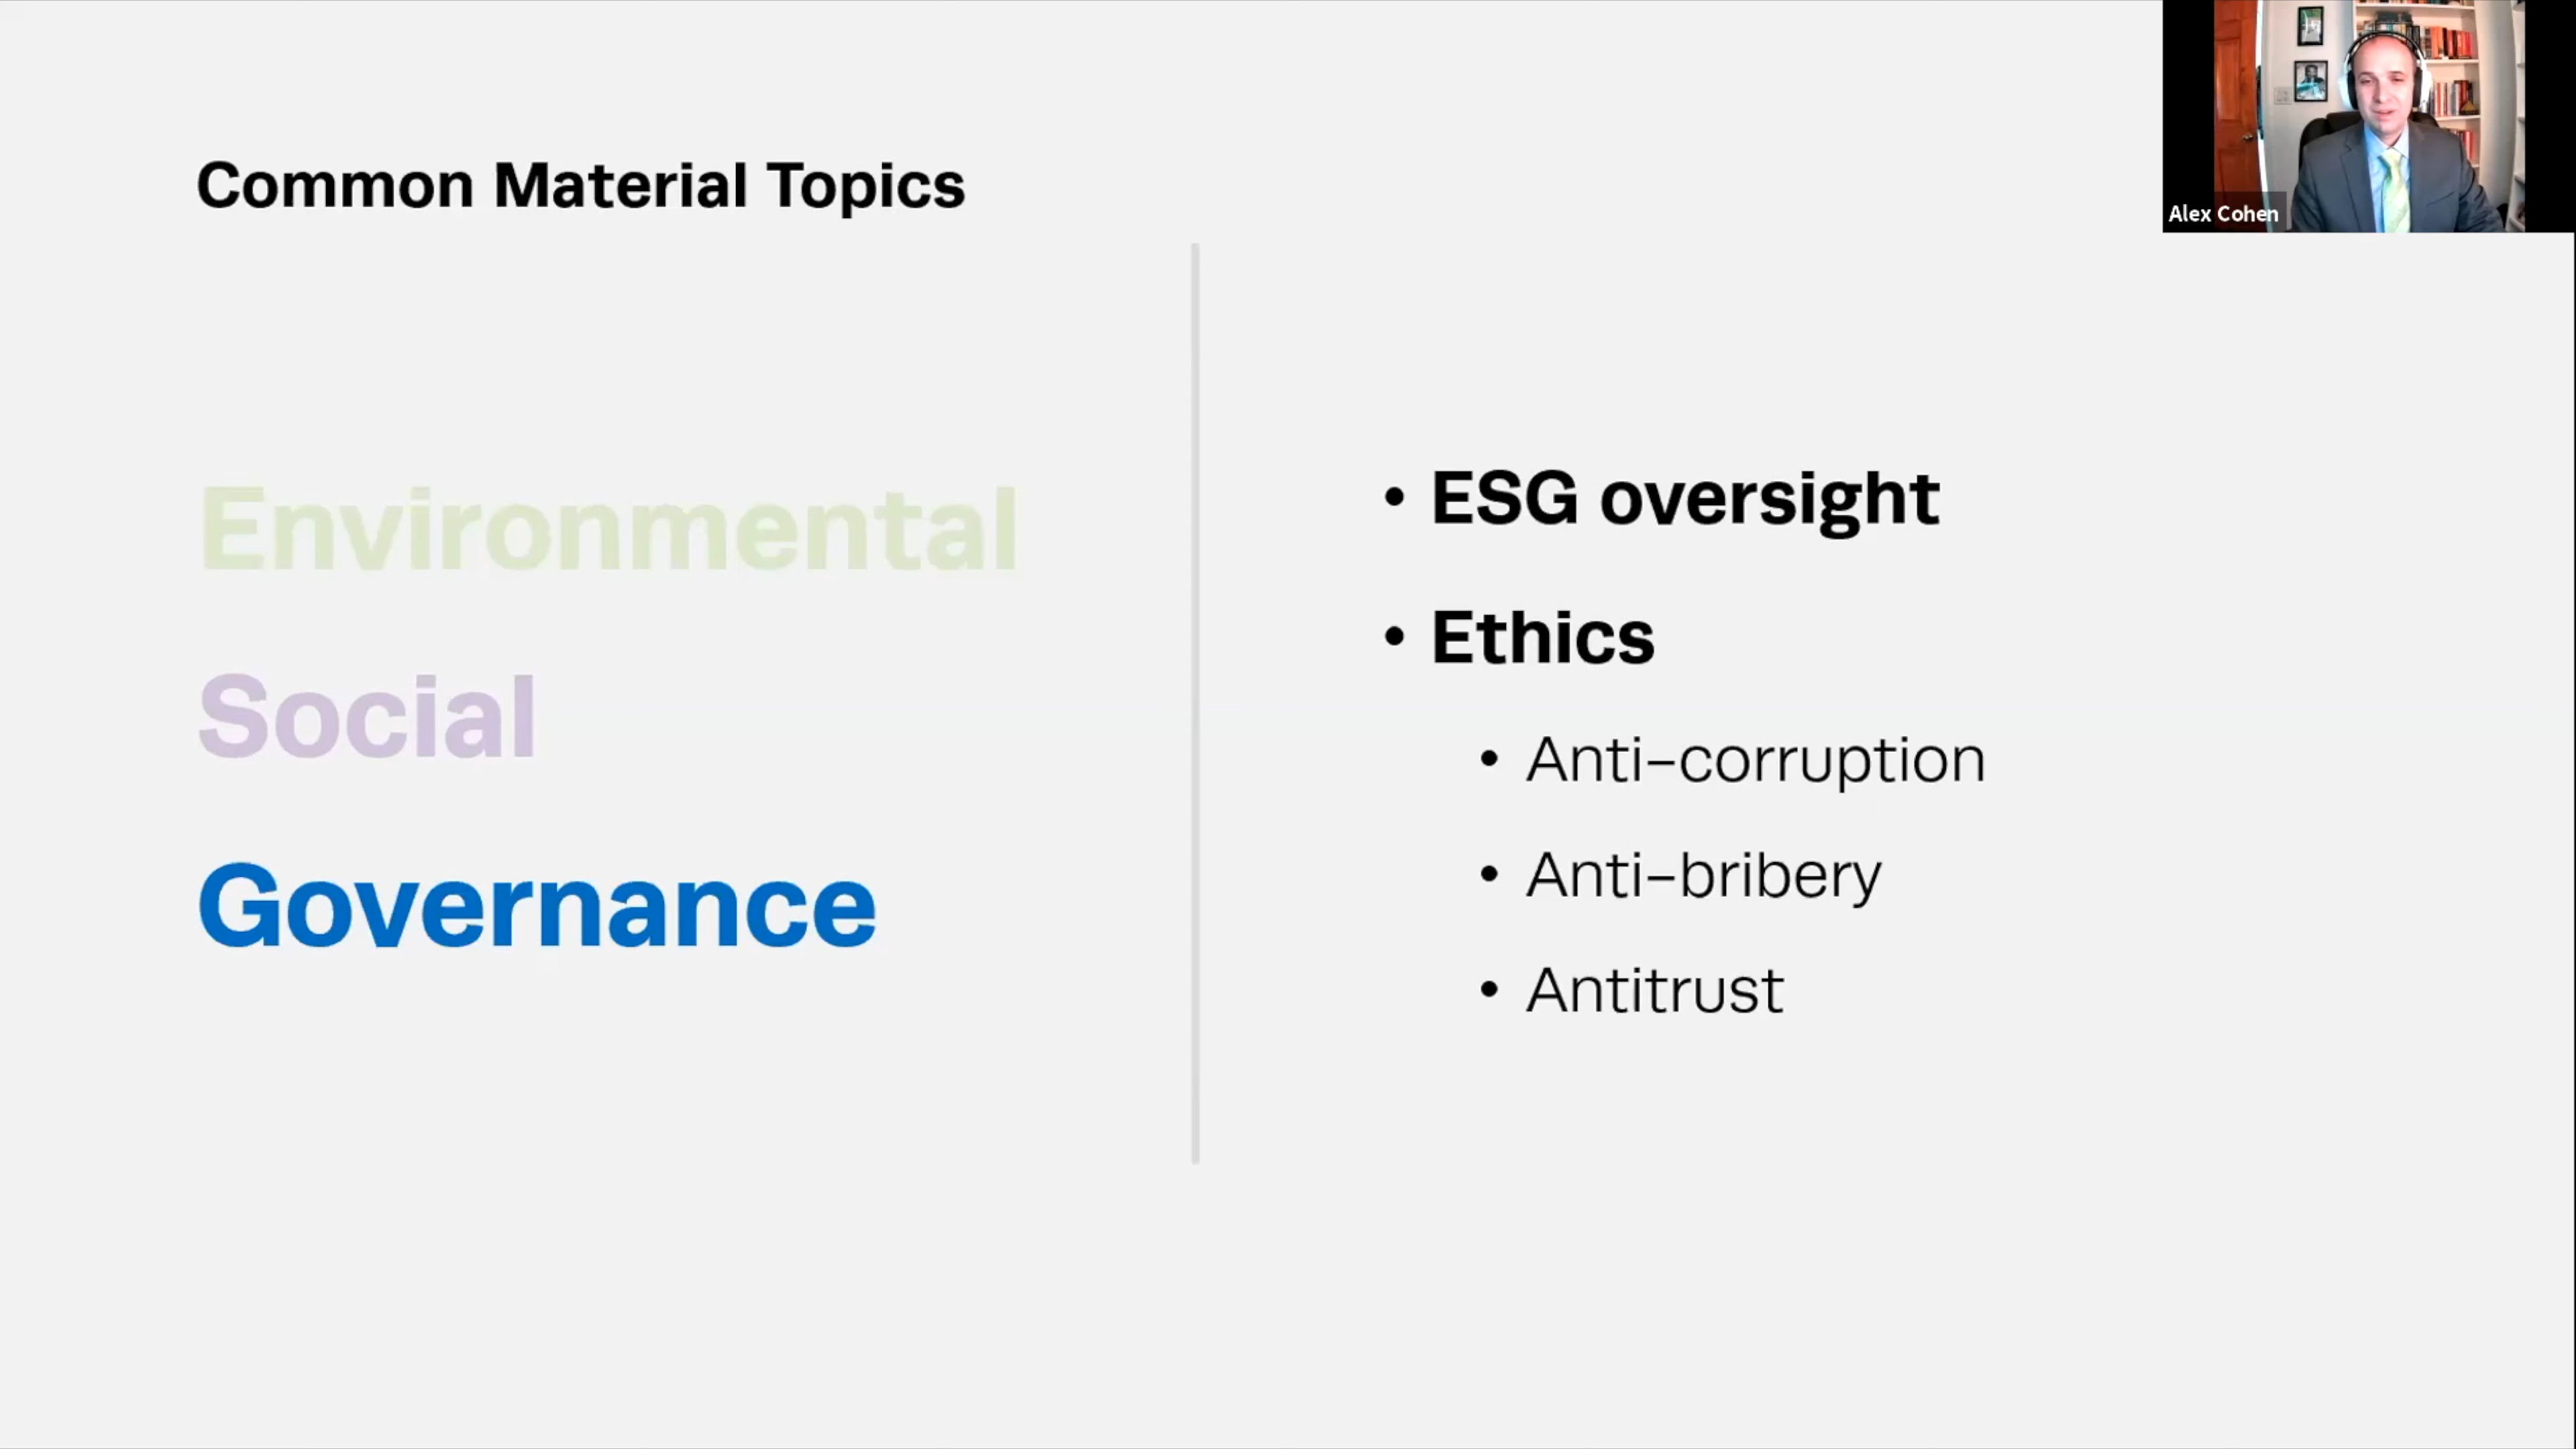 Common Material Topics
Environmental
Social
Governance
• ESG oversight
• Ethics
• Anti-corruption
• Anti-bribery
• Antitrust
Alex Cohen